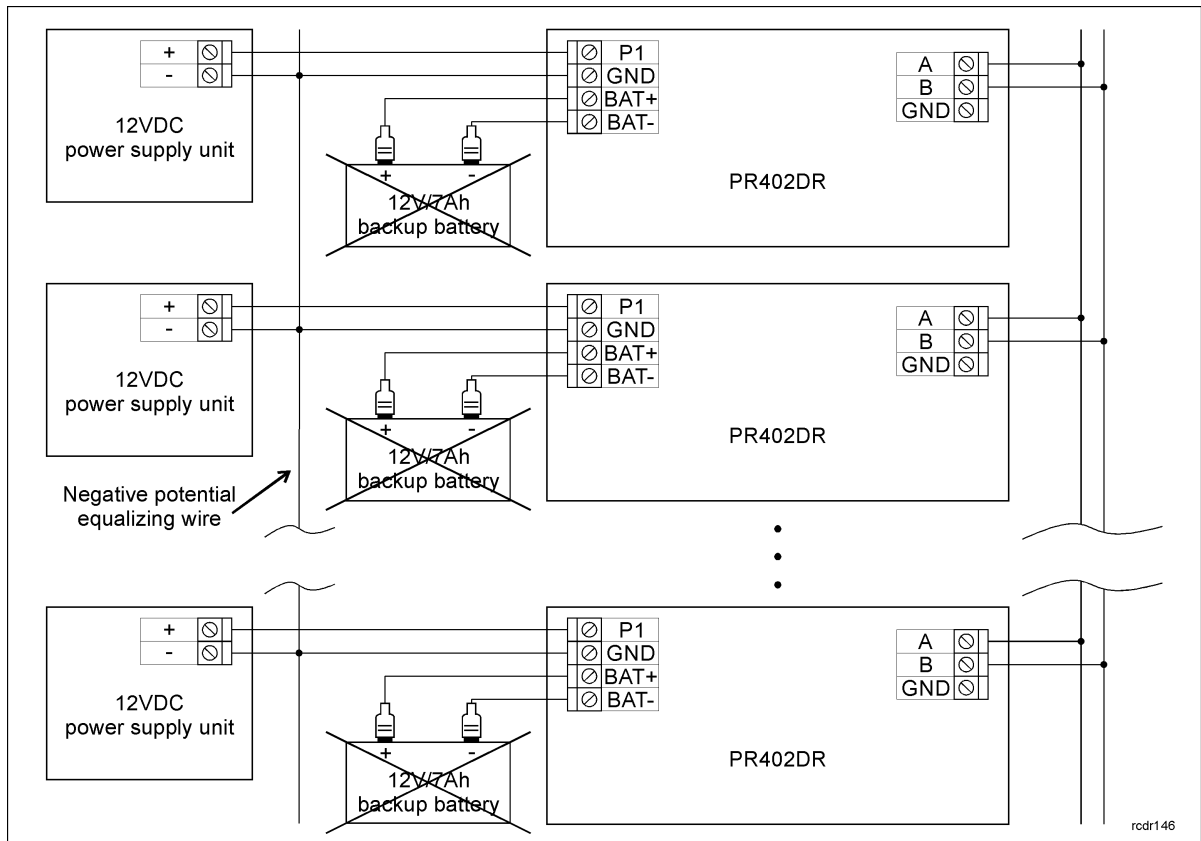 +
-
12VDC
power supply unit
P1
GND
BAT+
BAT-
+ -
12V/7Ah
backup battery
PR402DR
A
B
GND
+
-
12VDC
power supply unit
P1
GND
BAT+
BAT-
+ -
12V/7Ah
backup battery
PR402DR
A
B
GND
Negative potential
equalizing wire
+
-
12VDC
power supply unit
P1
GND
BAT+
BAT-
+ -
12V/7Ah
backup battery
PR402DR
A
B
GND
rcdr146